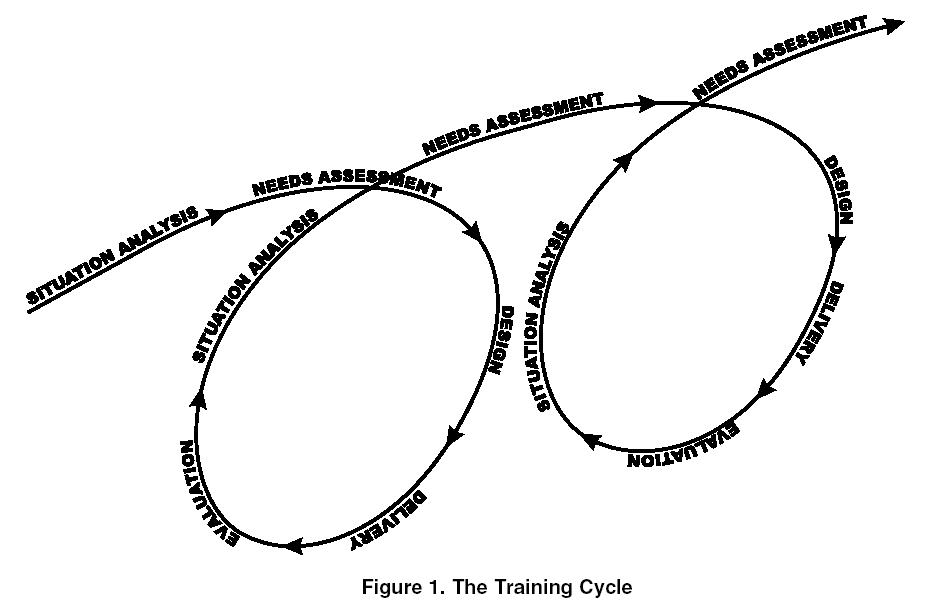 SITUATION ANALYSIS
NEEDS ASSESSMENT
DESIGN
DELIVERY
EVALUATION
SITUATION ANALYSIS
NEEDS ASSESSMENT
DESIGN
DELIVERY
EVALUATION
SITUATION ANALYSIS
NEEDS ASSESSMENT
Figure 1. The Training Cycle